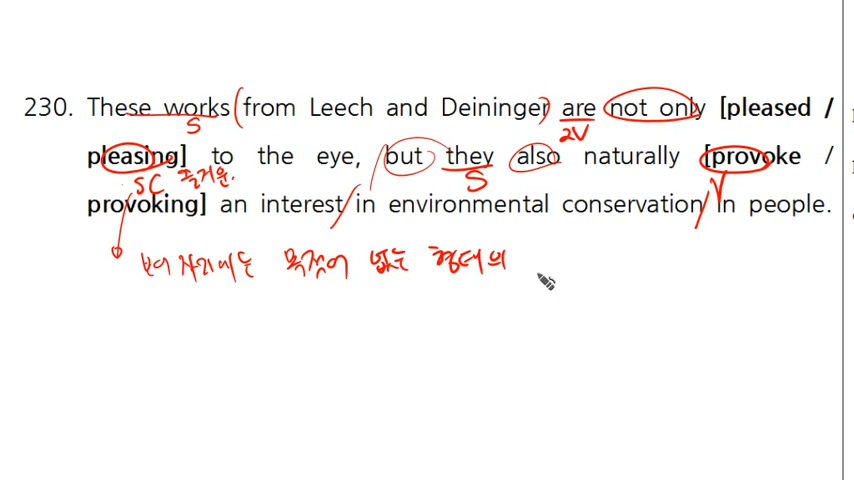 230. These works (from Leech and Deininger) are not only [pleased /
S
2V
pleasing] to the eye, / but they also naturally [provoke /
SC 즐거운.
S
V
provoking] an interest / in environmental conservation / in people.
보어 자리에는 목적어 없는 형태의